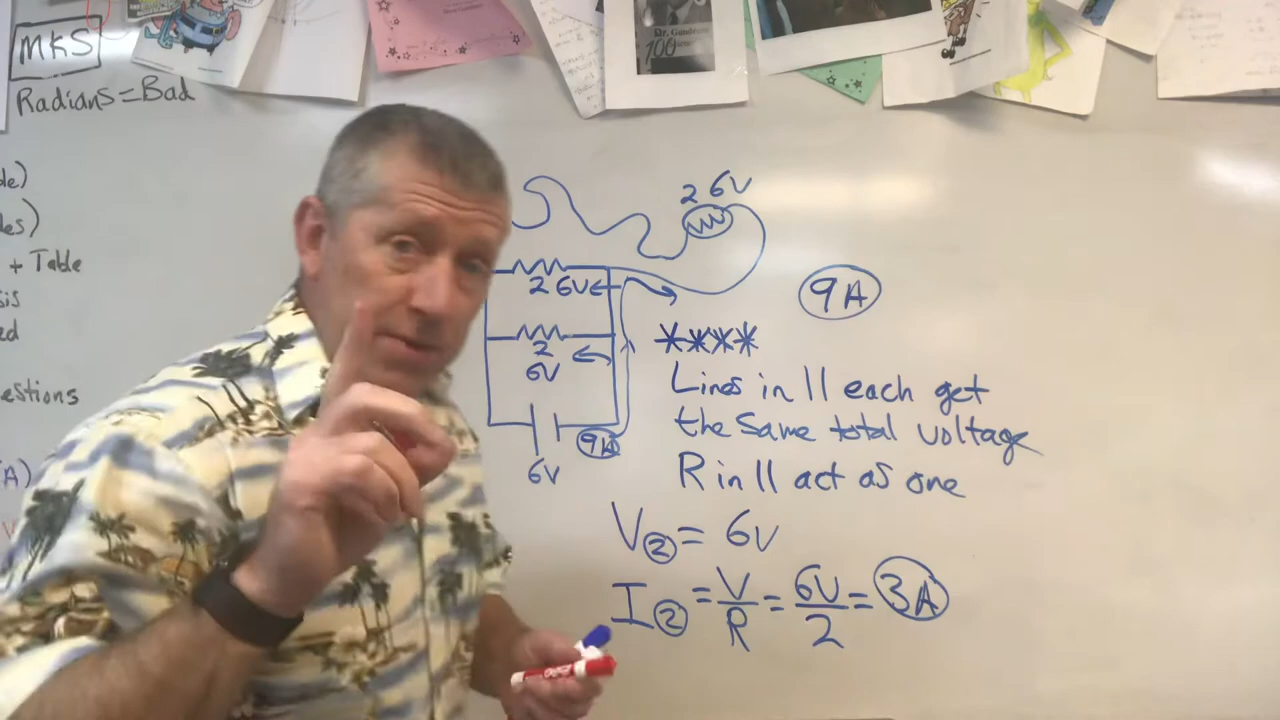 MKS
Radians=Bad
Dr. Gundersen
100
de)
les)
+ Table
sis
ed
estions
A)
2 6V
2 6V
2
6V
9A
6V
9A
****
Lines in || each get
the same total voltage
R in || act as one
V② = 6V
I② = V/R = 6V/2 = 3A